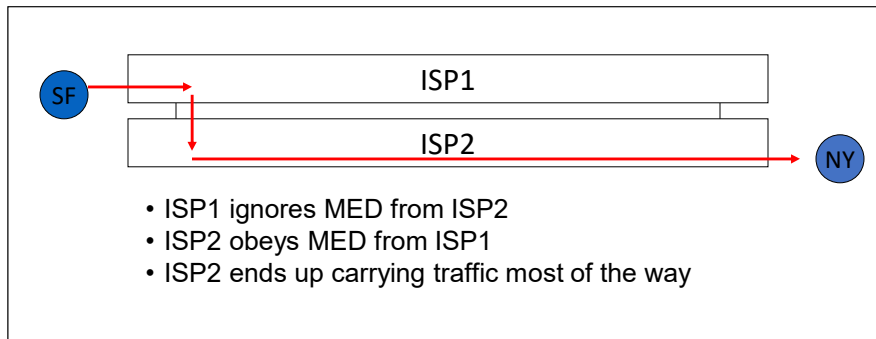 ISP1
SF
ISP2
NY
• ISP1 ignores MED from ISP2
• ISP2 obeys MED from ISP1
• ISP2 ends up carrying traffic most of the way